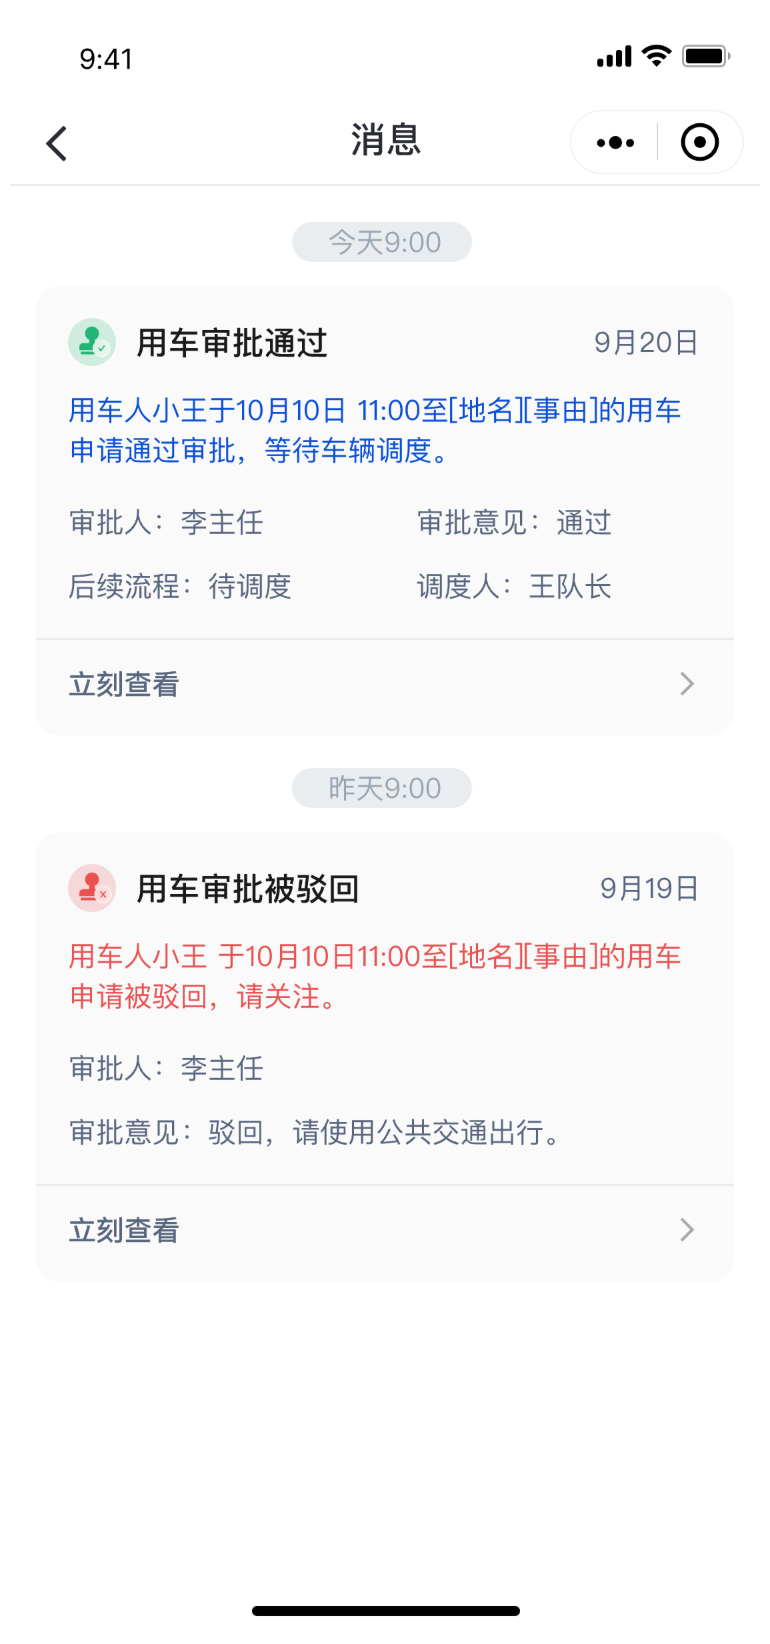 9:41
消息
今天9:00
用车审批通过
9月20日
用车人小王于10月10日 11:00至[地名][事由]的用车
申请通过审批，等待车辆调度。
审批人：李主任
审批意见：通过
后续流程：待调度
调度人：王队长
立刻查看
昨天9:00
用车审批被驳回
9月19日
用车人小王 于10月10日11:00至[地名][事由]的用车
申请被驳回，请关注。
审批人：李主任
审批意见：驳回，请使用公共交通出行。
立刻查看